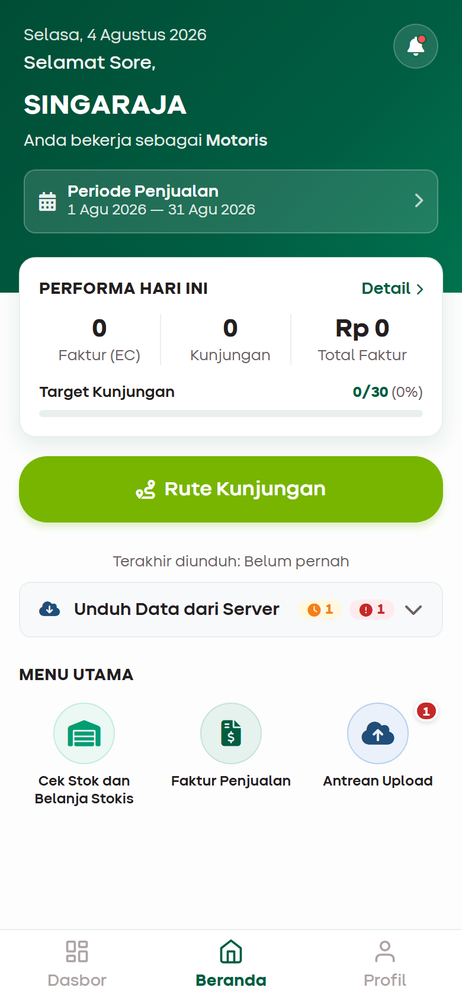 Selasa, 4 Agustus 2026
Selamat Sore,
SINGARAJA
Anda bekerja sebagai Motoris
Periode Penjualan
1 Agu 2026 — 31 Agu 2026
PERFORMA HARI INI
Detail
0
Faktur (EC)
0
Kunjungan
Rp 0
Total Faktur
Target Kunjungan
0/30 (0%)
Rute Kunjungan
Terakhir diunduh: Belum pernah
Unduh Data dari Server
1
1
MENU UTAMA
1
Cek Stok dan
Belanja Stokis
Faktur Penjualan
Antrean Upload
Dasbor
Beranda
Profil